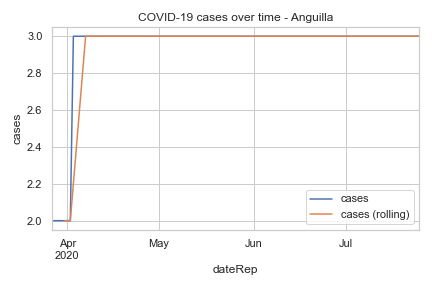 COVID-19 cases over time - Anguilla
3.0
2.8
2.6
2.4
2.2
2.0
cases
cases
cases (rolling)
Apr
2020
May
Jun
Jul
dateRep